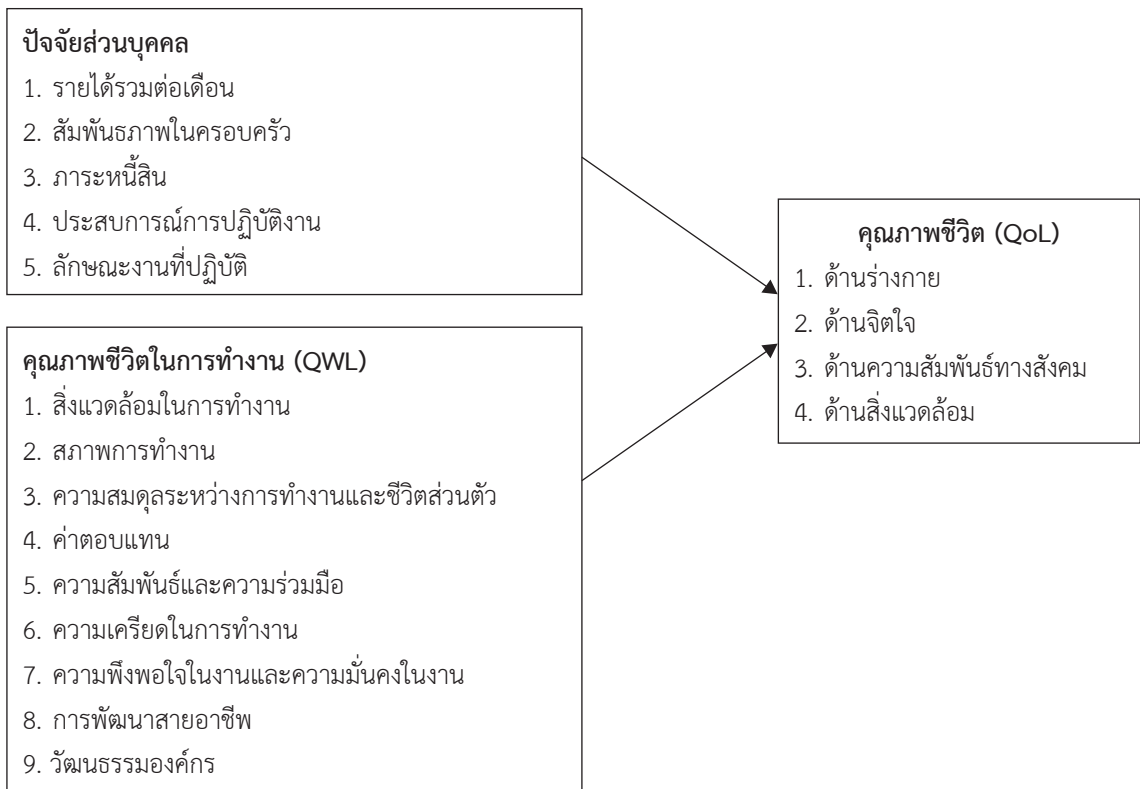 ปัจจัยส่วนบุคคล
1. รายได้รวมต่อเดือน
2. สัมพันธภาพในครอบครัว
3. ภาระหนี้สิน
4. ประสบการณ์การปฏิบัติงาน
5. ลักษณะงานที่ปฏิบัติ
คุณภาพชีวิตในการทำงาน (QWL)
1. สิ่งแวดล้อมในการทำงาน
2. สภาพการทำงาน
3. ความสมดุลระหว่างการทำงานและชีวิตส่วนตัว
4. ค่าตอบแทน
5. ความสัมพันธ์และความร่วมมือ
6. ความเครียดในการทำงาน
7. ความพึงพอใจในงานและความมั่นคงในงาน
8. การพัฒนาสายอาชีพ
9. วัฒนธรรมองค์กร
คุณภาพชีวิต (QoL)
1. ด้านร่างกาย
2. ด้านจิตใจ
3. ด้านความสัมพันธ์ทางสังคม
4. ด้านสิ่งแวดล้อม